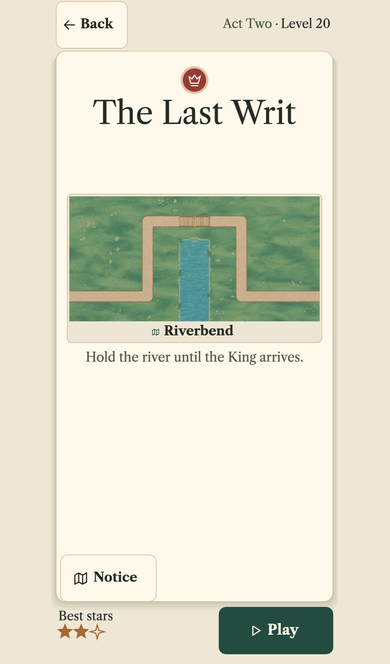 Back
Act Two · Level 20
The Last Writ
Riverbend
Hold the river until the King arrives.
Notice
Best stars
Play